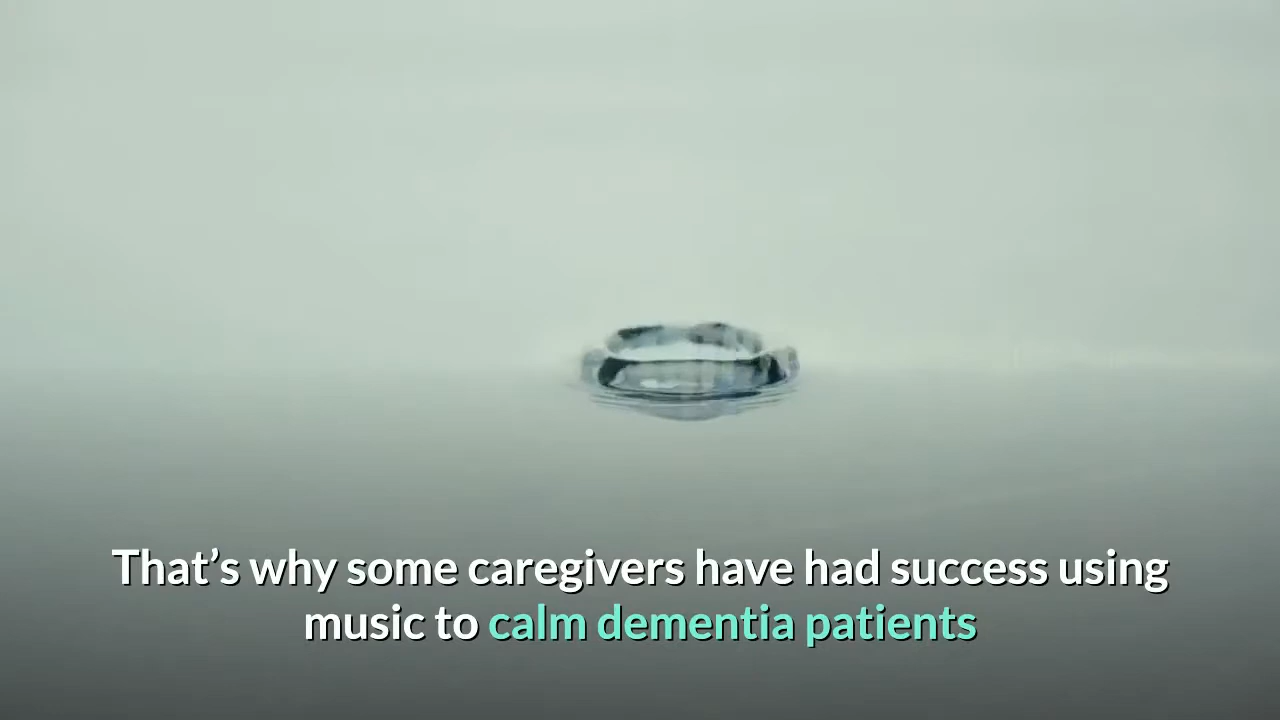 That’s why some caregivers have had success using
music to calm dementia patients